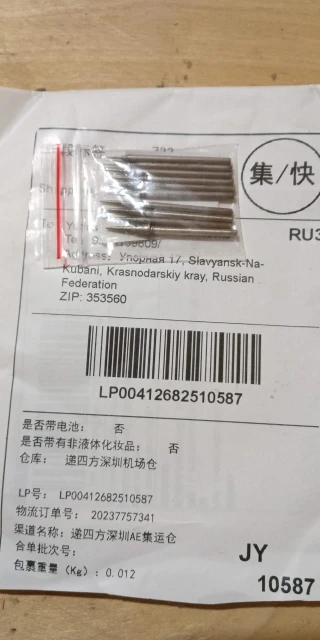 集/快
RU3
Slavyansk-Na-
Kubani, Krasnodarskiy kray, Russian
Federation
ZIP: 353560
LP00412682510587
是否带电池： 否
是否带有非液体化妆品： 否
仓库： 递四方深圳机场仓
LP号： LP00412682510587
物流订单号： 20237757341
渠道名称：递四方深圳AE集运仓
合单批次号：
包裹重量（Kg）：0.012
JY
10587